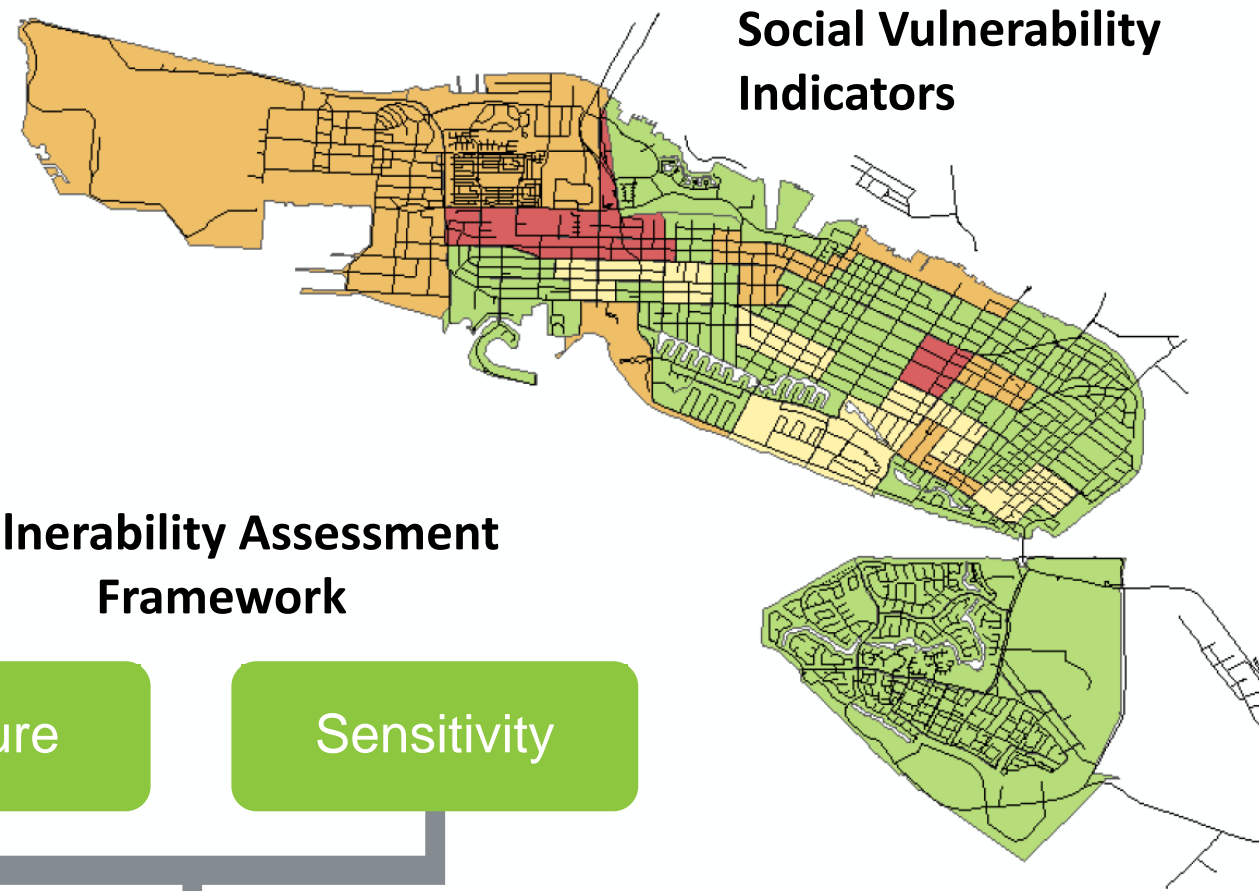 Social Vulnerability
Indicators
lnerability Assessment
Framework
ure
Sensitivity